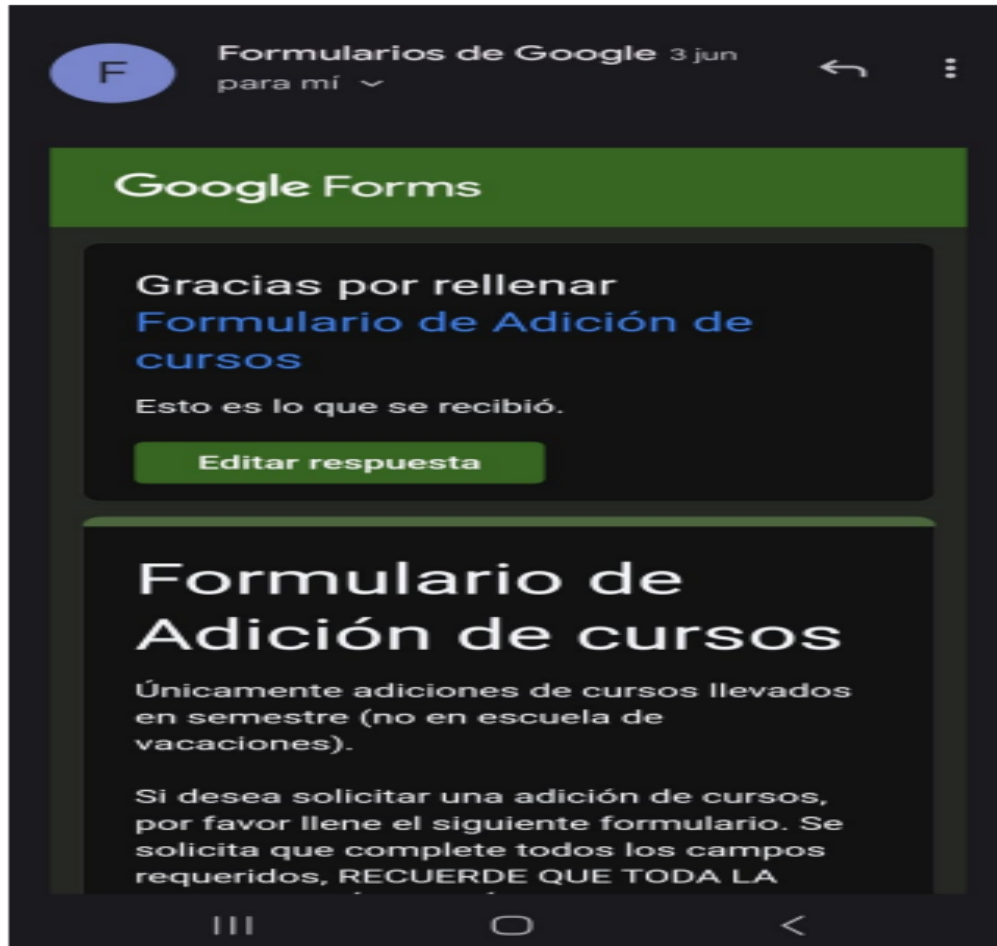 F
Formularios de Google 3 jun
para mí
Google Forms
Gracias por rellenar
Formulario de Adición de
cursos
Esto es lo que se recibió.
Editar respuesta
Formulario de
Adición de cursos
Únicamente adiciones de cursos llevados
en semestre (no en escuela de
vacaciones).
Si desea solicitar una adición de cursos,
por favor llene el siguiente formulario. Se
solicita que complete todos los campos
requeridos, RECUERDE QUE TODA LA